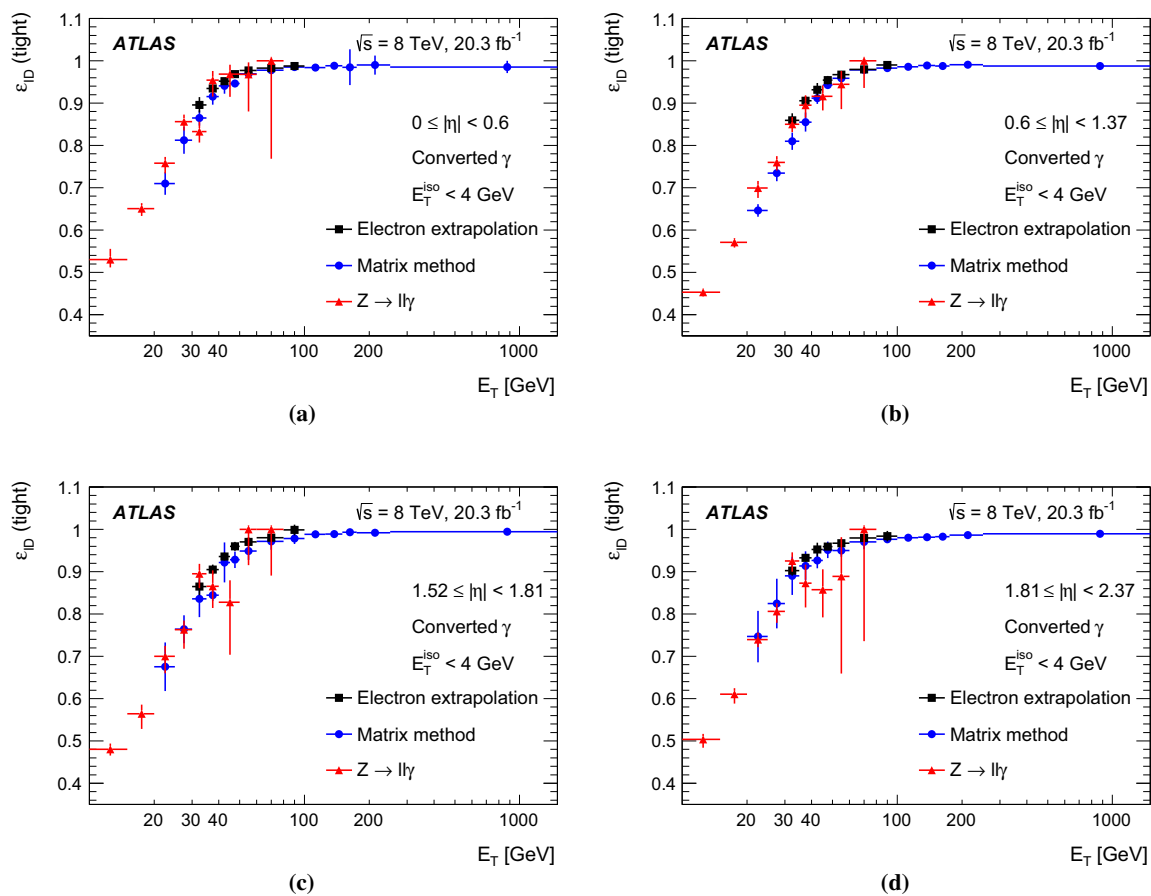 ε_ID (tight)
1.1
1
0.9
0.8
0.7
0.6
0.5
0.4
ATLAS
√s = 8 TeV, 20.3 fb⁻¹
0 ≤ |η| < 0.6
Converted γ
E_T^iso < 4 GeV
Electron extrapolation
Matrix method
Z → llγ
20 30 40 100 200 1000
E_T [GeV]
(a)
ε_ID (tight)
1.1
1
0.9
0.8
0.7
0.6
0.5
0.4
ATLAS
√s = 8 TeV, 20.3 fb⁻¹
0.6 ≤ |η| < 1.37
Converted γ
E_T^iso < 4 GeV
Electron extrapolation
Matrix method
Z → llγ
20 30 40 100 200 1000
E_T [GeV]
(b)
ε_ID (tight)
1.1
1
0.9
0.8
0.7
0.6
0.5
0.4
ATLAS
√s = 8 TeV, 20.3 fb⁻¹
1.52 ≤ |η| < 1.81
Converted γ
E_T^iso < 4 GeV
Electron extrapolation
Matrix method
Z → llγ
20 30 40 100 200 1000
E_T [GeV]
(c)
ε_ID (tight)
1.1
1
0.9
0.8
0.7
0.6
0.5
0.4
ATLAS
√s = 8 TeV, 20.3 fb⁻¹
1.81 ≤ |η| < 2.37
Converted γ
E_T^iso < 4 GeV
Electron extrapolation
Matrix method
Z → llγ
20 30 40 100 200 1000
E_T [GeV]
(d)